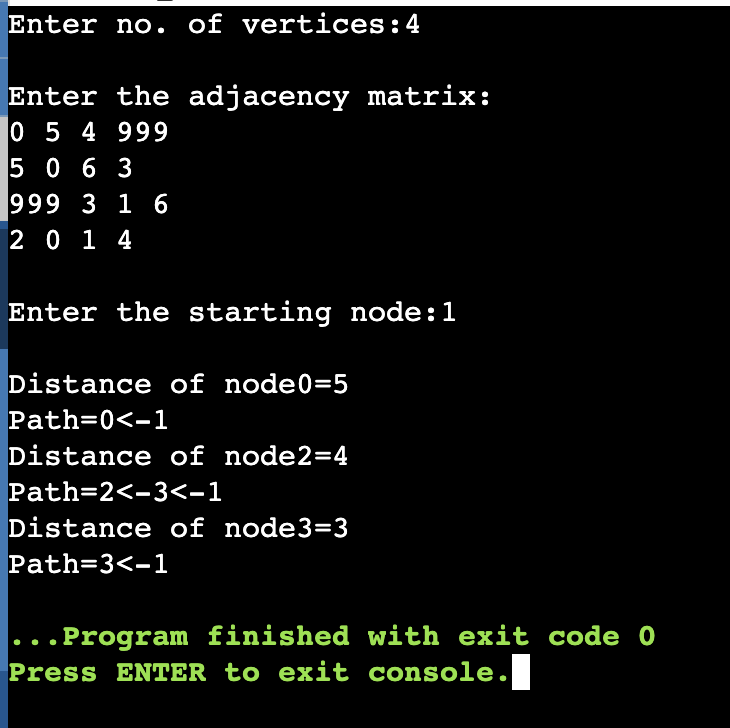 Enter no. of vertices:4
Enter the adjacency matrix:
0 5 4 999
5 0 6 3
999 3 1 6
2 0 1 4
Enter the starting node:1
Distance of node0=5
Path=0<-1
Distance of node2=4
Path=2<-3<-1
Distance of node3=3
Path=3<-1
...Program finished with exit code 0
Press ENTER to exit console.